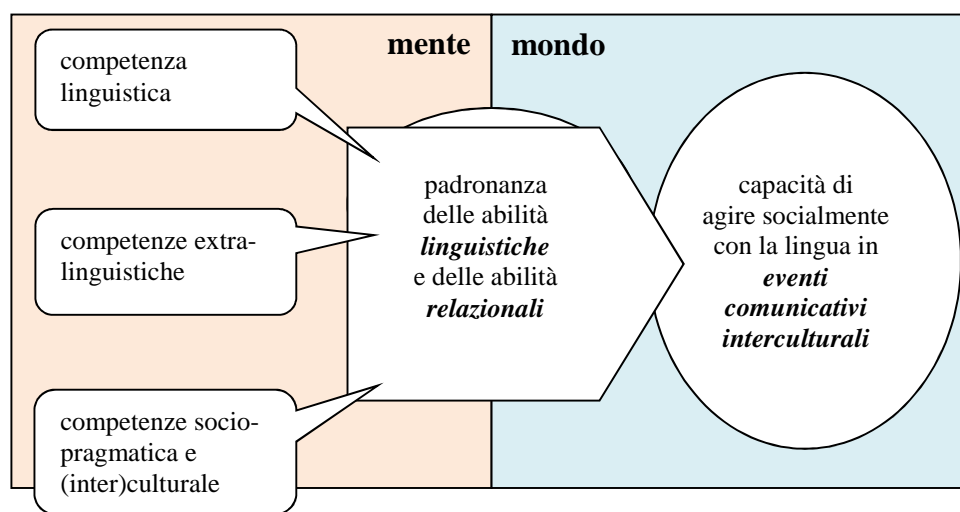 mente
mondo
competenza
linguistica
competenze extra-
linguistiche
competenze socio-
pragmatica e
(inter)culturale
padronanza
delle abilità
linguistiche
e delle abilità
relazionali
capacità di
agire socialmente
con la lingua in
eventi
comunicativi
interculturali